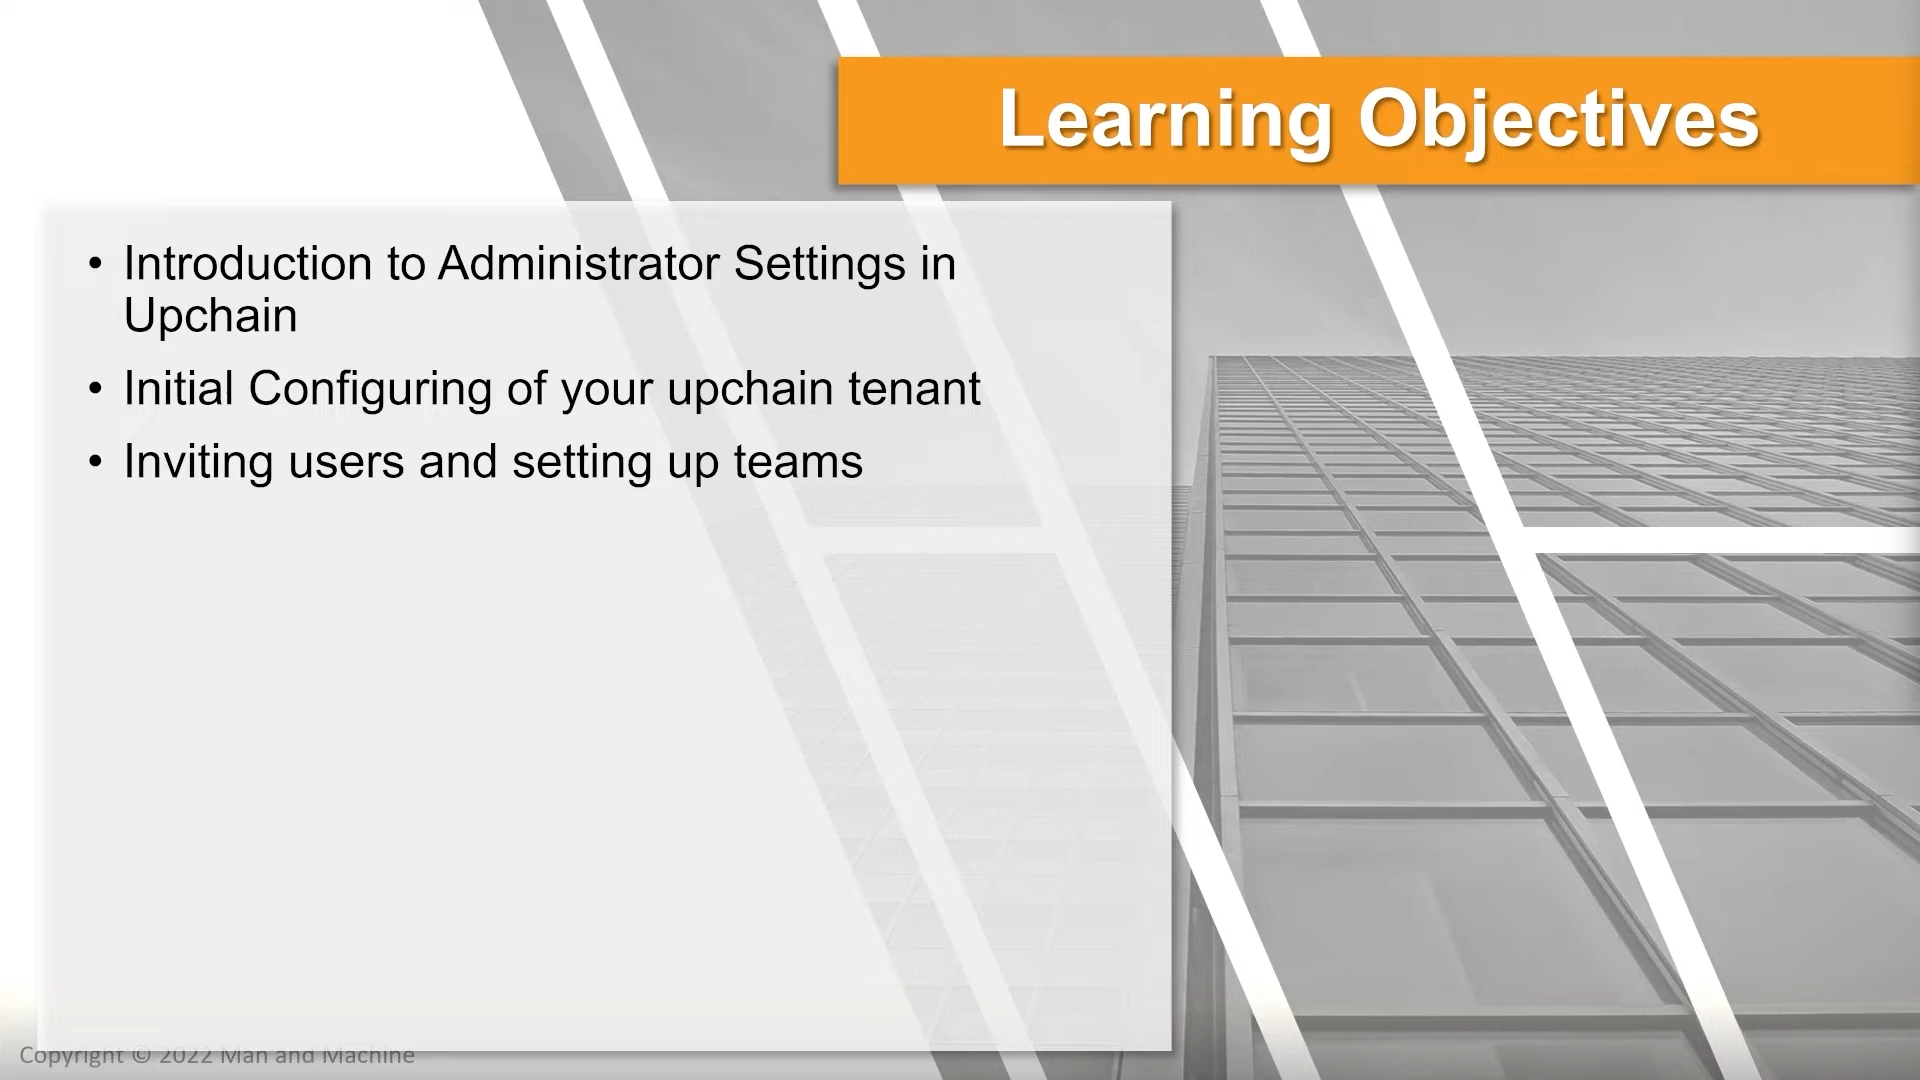 Learning Objectives
• Introduction to Administrator Settings in
Upchain
• Initial Configuring of your upchain tenant
• Inviting users and setting up teams
Copyright © 2022 Man and Machine